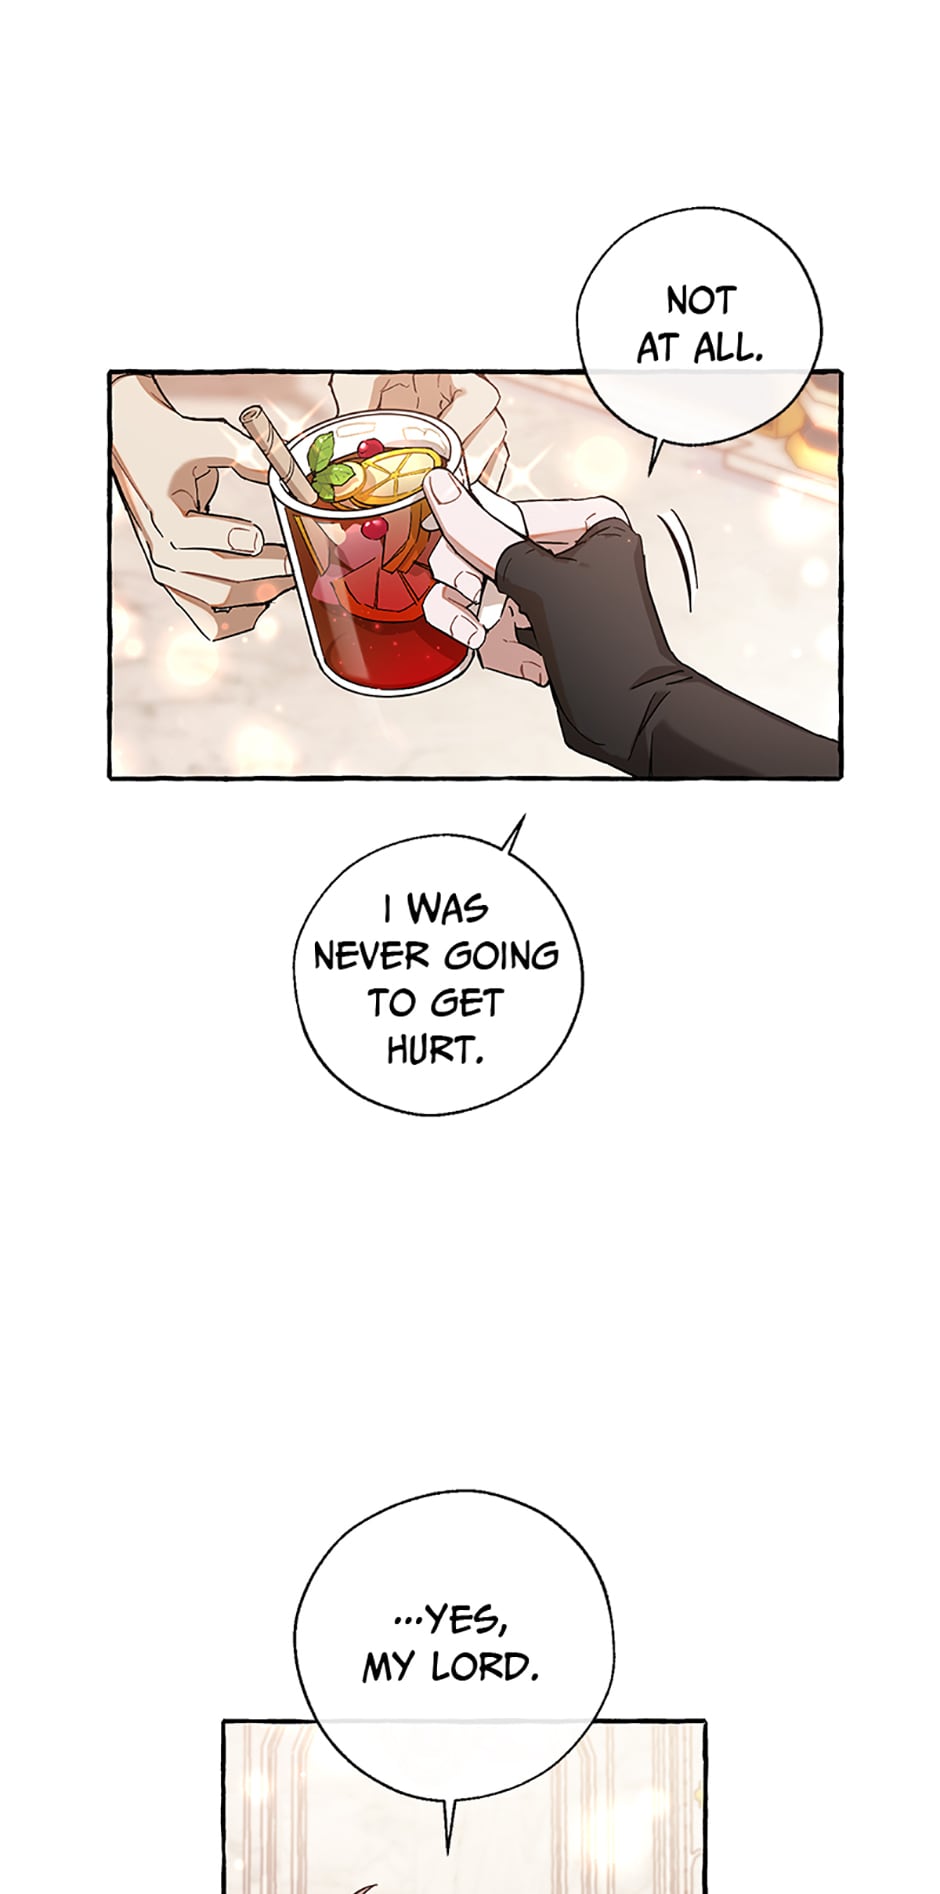 NOT
AT ALL.
I WAS
NEVER GOING
TO GET
HURT.
...YES,
MY LORD.